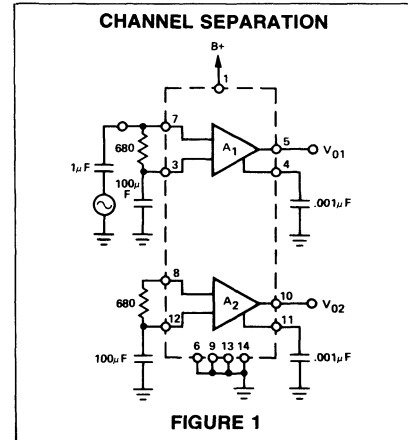 CHANNEL SEPARATION
B+
1
7
680
5
A1
V01
1µF
3
4
100µ
F
.001µF
8
680
A2
10
V02
12
11
100µF
6 9 13 14
.001µF
FIGURE 1